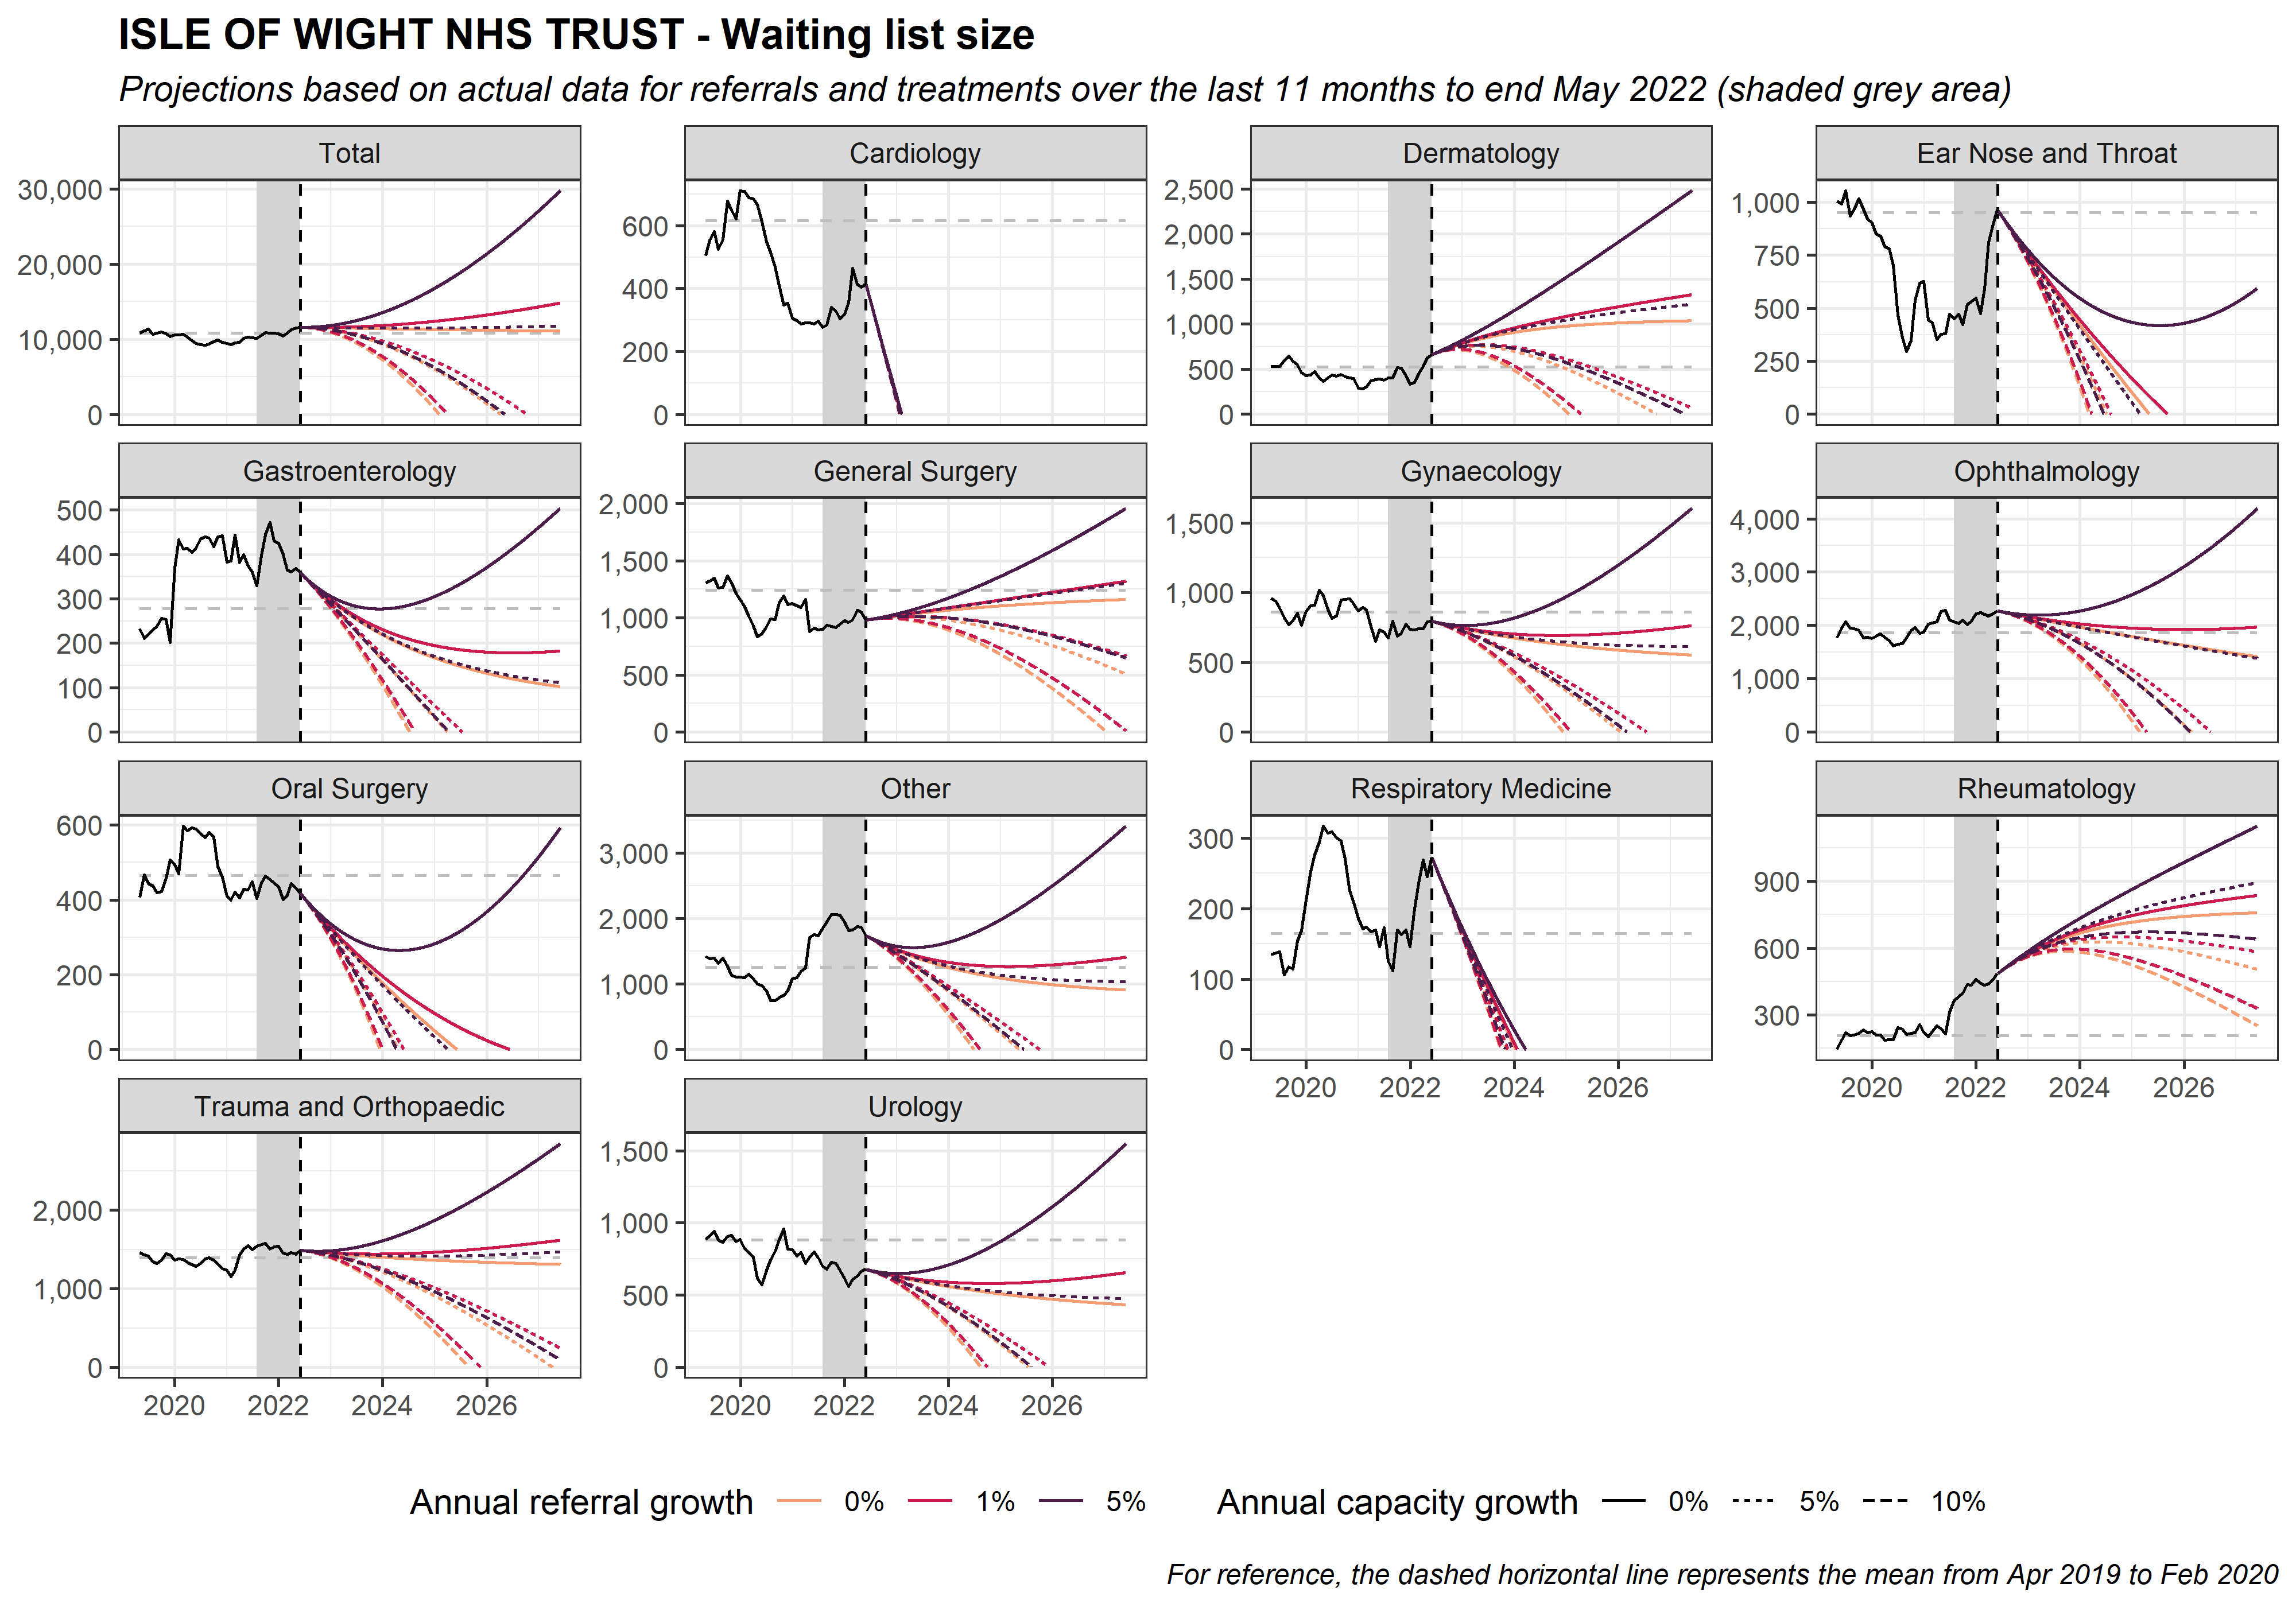 ISLE OF WIGHT NHS TRUST - Waiting list size
Projections based on actual data for referrals and treatments over the last 11 months to end May 2022 (shaded grey area)
Total
30,000
20,000
10,000
0
Cardiology
600
400
200
0
Dermatology
2,500
2,000
1,500
1,000
500
0
Ear Nose and Throat
1,000
750
500
250
0
Gastroenterology
500
400
300
200
100
0
General Surgery
2,000
1,500
1,000
500
0
Gynaecology
1,500
1,000
500
0
Ophthalmology
4,000
3,000
2,000
1,000
0
Oral Surgery
600
400
200
0
Other
3,000
2,000
1,000
0
Respiratory Medicine
300
200
100
0
2020 2022 2024 2026
Rheumatology
900
600
300
2020 2022 2024 2026
Trauma and Orthopaedic
2,000
1,000
0
2020 2022 2024 2026
Urology
1,500
1,000
500
0
2020 2022 2024 2026
Annual referral growth 0% 1% 5% Annual capacity growth 0% 5% 10%
For reference, the dashed horizontal line represents the mean from Apr 2019 to Feb 2020